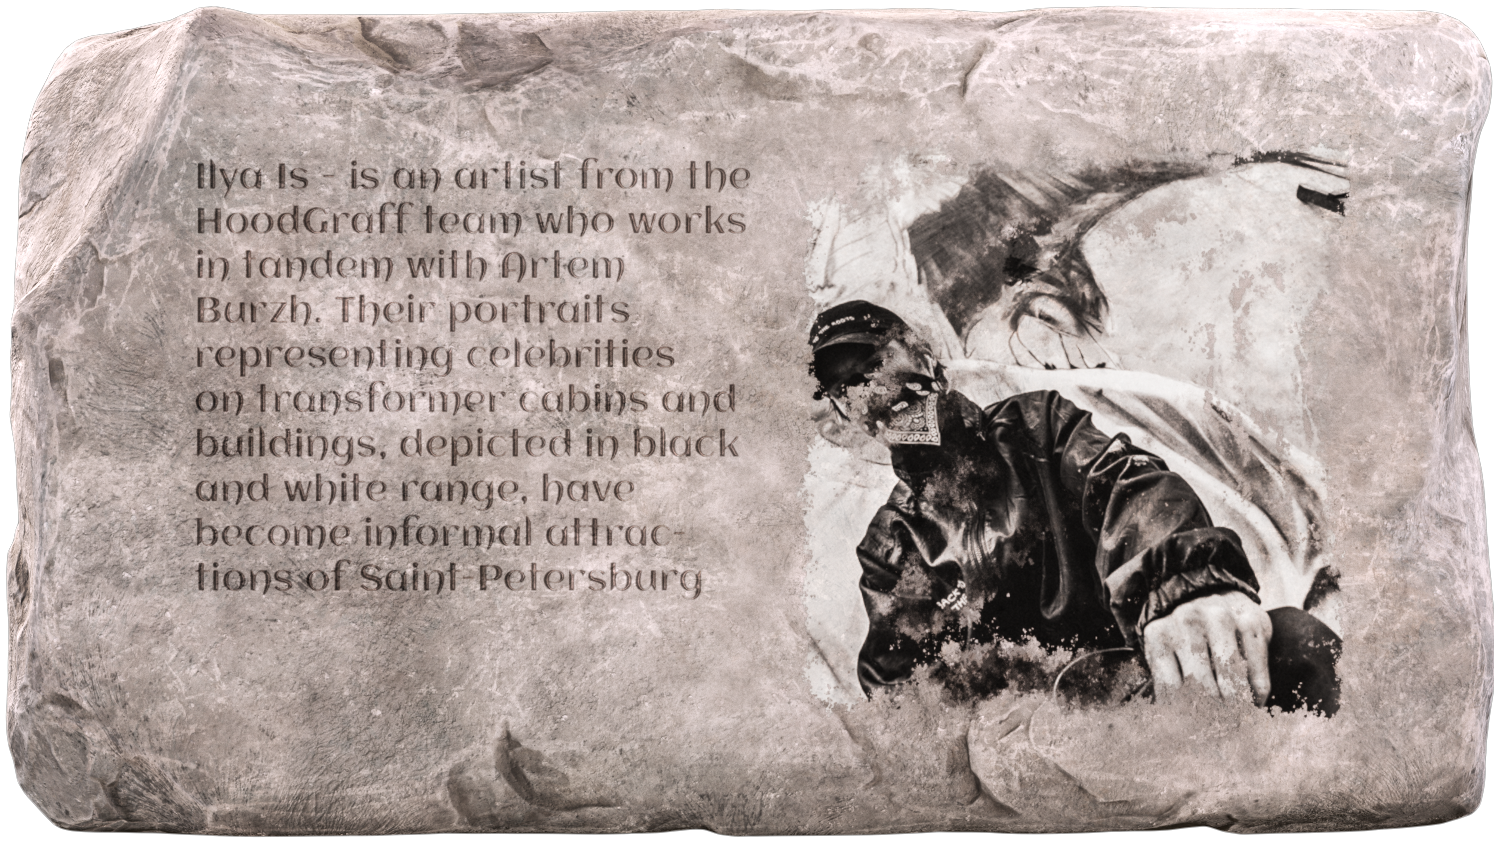 Ilya Is - is an artist from the
HoodGraff team who works
in tandem with Artem
Burzh. Their portraits
representing celebrities
on transformer cabins and
buildings, depicted in black
and white range, have
become informal attrac-
tions of Saint-Petersburg